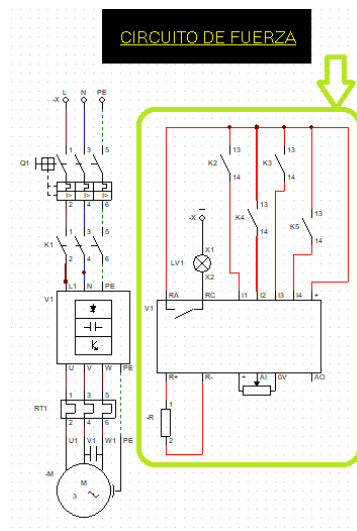 CIRCUITO DE FUERZA
L N PE
-X
1 3 5
Q1
I> I> I>
2 4 6
1 3 5
K1
2 4 6
L1 N PE
V1
U V W PE
1 3 5
RT1
2 4 6
U1 V1 W1 PE
-M
M
3
13 13
K2 K3
14 14
-X
13 13
K4 K5
14 14
X1
LV1
X2
RA RC I1 I2 I3 I4 +
V1
R+ R- + AI 0V AO
-R
1
2